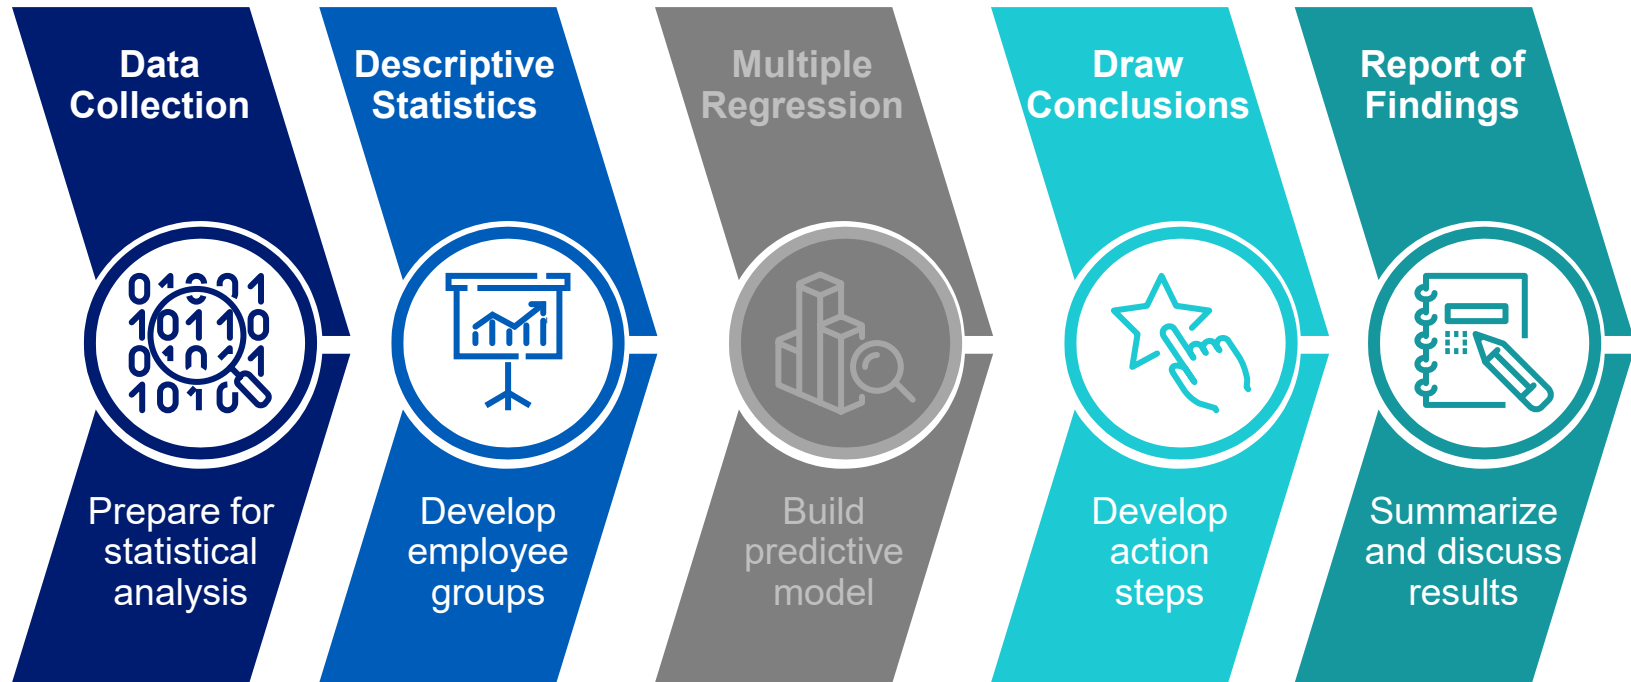 Data
Collection
Prepare for
statistical
analysis
Descriptive
Statistics
Develop
employee
groups
Multiple
Regression
Build
predictive
model
Draw
Conclusions
Develop
action
steps
Report of
Findings
Summarize
and discuss
results